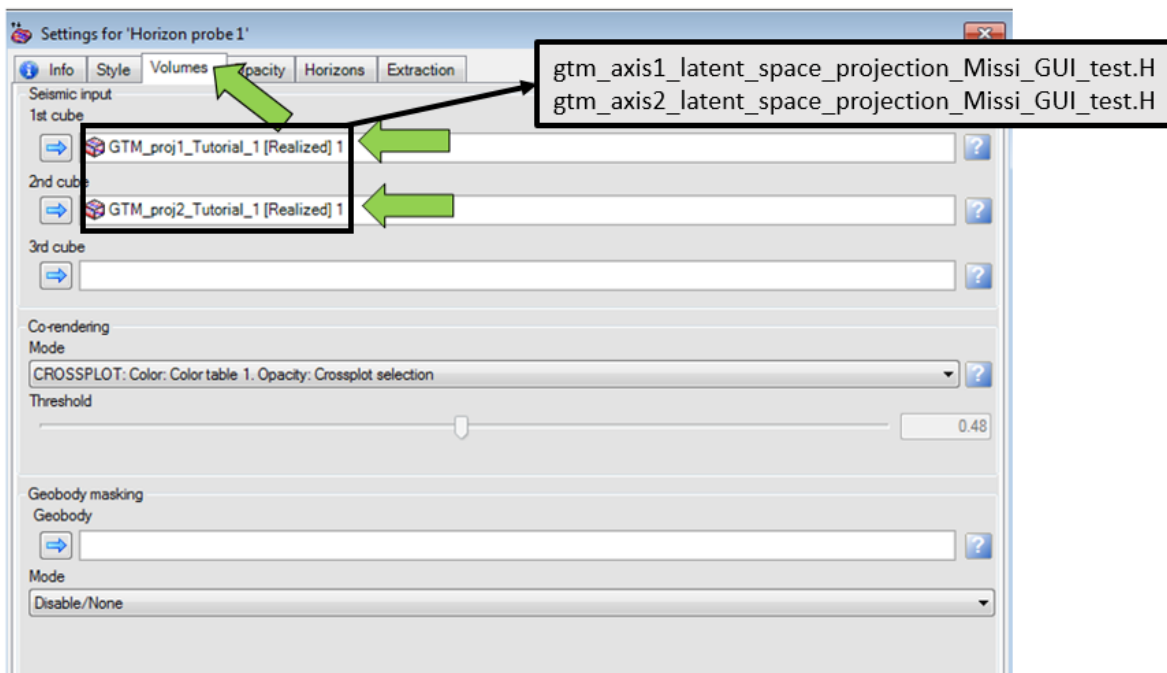 Settings for 'Horizon probe 1'
Info Style Volumes Opacity Horizons Extraction
gtm_axis1_latent_space_projection_Missi_GUI_test.H
gtm_axis2_latent_space_projection_Missi_GUI_test.H
Seismic input
1st cube
GTM_proj1_Tutorial_1 [Realized] 1
?
2nd cube
GTM_proj2_Tutorial_1 [Realized] 1
?
3rd cube
?
Co-rendering
Mode
CROSSPLOT: Color: Color table 1. Opacity: Crossplot selection
?
Threshold
0.48
Geobody masking
Geobody
?
Mode
Disable/None